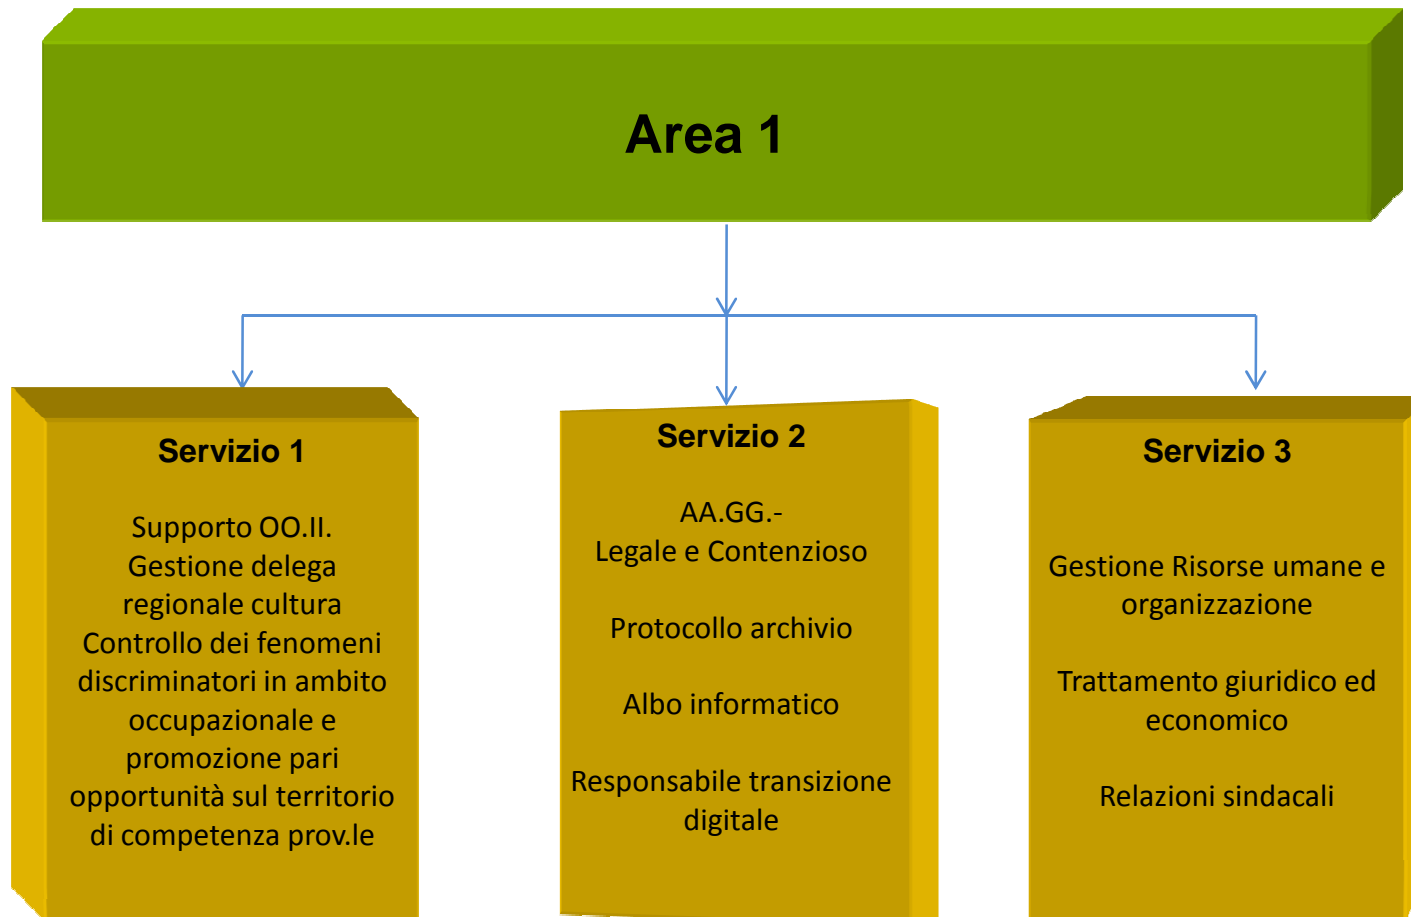 Area 1
Servizio 1
Supporto OO.II.
Gestione delega
regionale cultura
Controllo dei fenomeni
discriminatori in ambito
occupazionale e
promozione pari
opportunità sul territorio
di competenza prov.le
Servizio 2
AA.GG.-
Legale e Contenzioso
Protocollo archivio
Albo informatico
Responsabile transizione
digitale
Servizio 3
Gestione Risorse umane e
organizzazione
Trattamento giuridico ed
economico
Relazioni sindacali